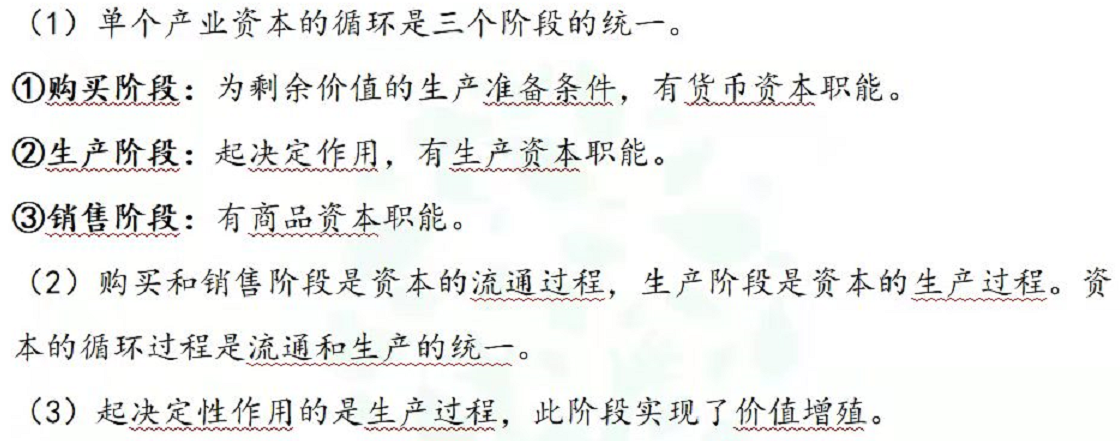 （1）单个产业资本的循环是三个阶段的统一。
①购买阶段：为剩余价值的生产准备条件，有货币资本职能。
②生产阶段：起决定作用，有生产资本职能。
③销售阶段：有商品资本职能。
（2）购买和销售阶段是资本的流通过程，生产阶段是资本的生产过程。资
本的循环过程是流通和生产的统一。
（3）起决定性作用的是生产过程，此阶段实现了价值增殖。